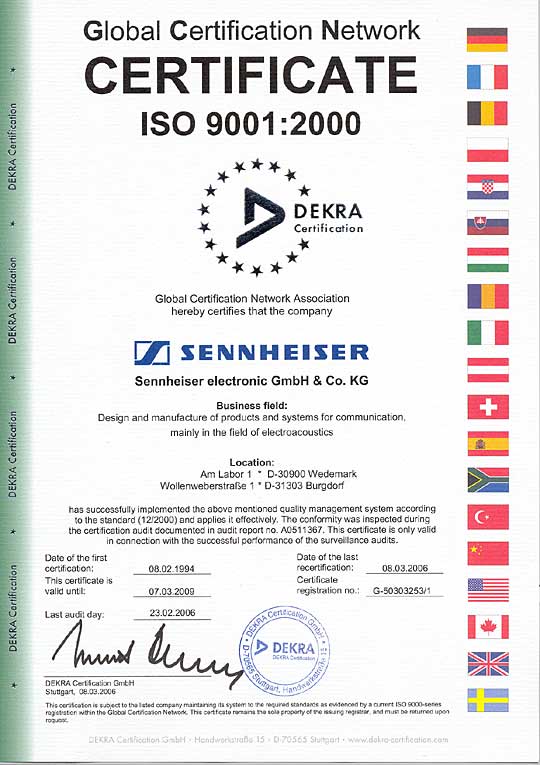 Global Certification Network
CERTIFICATE
ISO 9001:2000
DEKRA
Certification
Global Certification Network Association
hereby certifies that the company
SENNHEISER
Sennheiser electronic GmbH & Co. KG
Business field:
Design and manufacture of products and systems for communication,
mainly in the field of electroacoustics
Location:
Am Labor 1 * D-30900 Wedemark
Wollenweberstraße 1 * D-31303 Burgdorf
has successfully implemented the above mentioned quality management system according
to the standard (12/2000) and applies it effectively. The conformity was inspected during
the certification audit documented in audit report no. A0511367. This certificate is only valid
in connection with the successful performance of the surveillance audits.
Date of the first
certification: 08.02.1994
This certificate is
valid until: 07.03.2009
Last audit day: 23.02.2006
Date of the last
recertification: 08.03.2006
Certificate
registration no.: G-50303253/1
DEKRA Certification GmbH
DEKRA
Certification
D-70565 Stuttgart, Handwerkstraße 15
DEKRA Certification GmbH
Stuttgart, 08.03.2006
This certification is subject to the listed company maintaining its system to the required standards as evidenced by a current ISO 9000-series
registration within the Global Certification Network. This certificate remains the sole property of the issuing registrar, and must be returned upon
request.
DEKRA Certification GmbH · Handwerkstraße 15 · D-70565 Stuttgart · www.dekra-certification.com
DEKRA Certification *
DEKRA Certification *
DEKRA Certification *
DEKRA Certification *
DEKRA Certification *